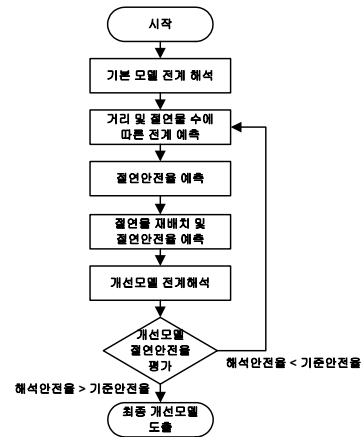 시작
기본 모델 전계 해석
거리 및 절연물 수에
따른 전계 예측
절연안전율 예측
절연물 재배치 및
절연안전율 예측
개선모델 전계해석
개선모델
절연안전율
평가
해석안전율 < 기준안전율
해석안전율 > 기준안전율
최종 개선모델
도출